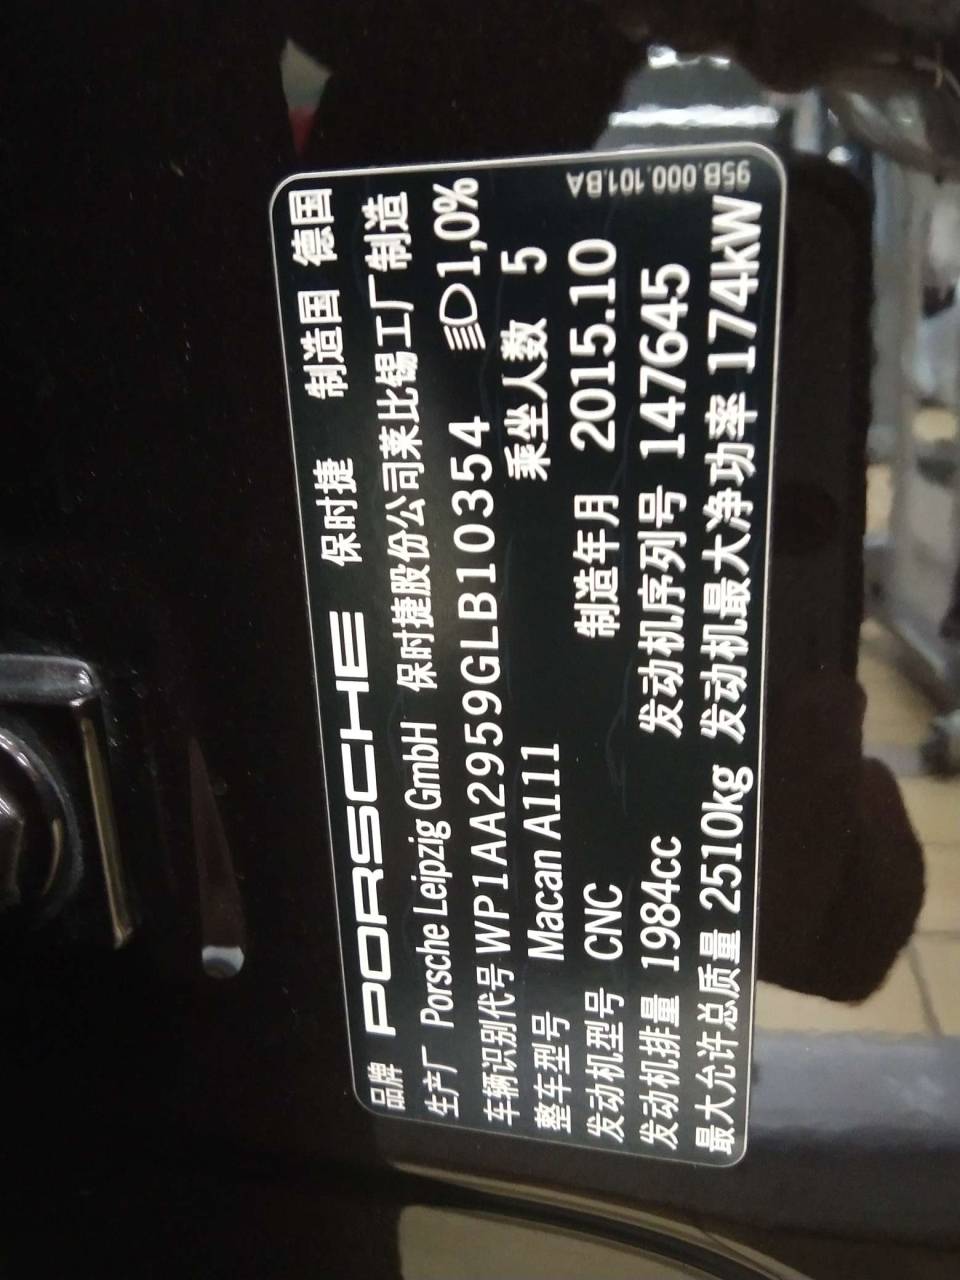 品牌 PORSCHE 保时捷 制造国 德国
生产厂 Porsche Leipzig GmbH 保时捷股份公司莱比锡工厂制造
车辆识别代号 WP1AA2959GLB10354 1,0%
整车型号 Macan A111 乘坐人数 5
发动机型号 CNC 制造年月 2015.10
发动机排量 1984cc 发动机序列号 147645
最大允许总质量 2510kg 发动机最大净功率 174kW
95B.000.101.BA